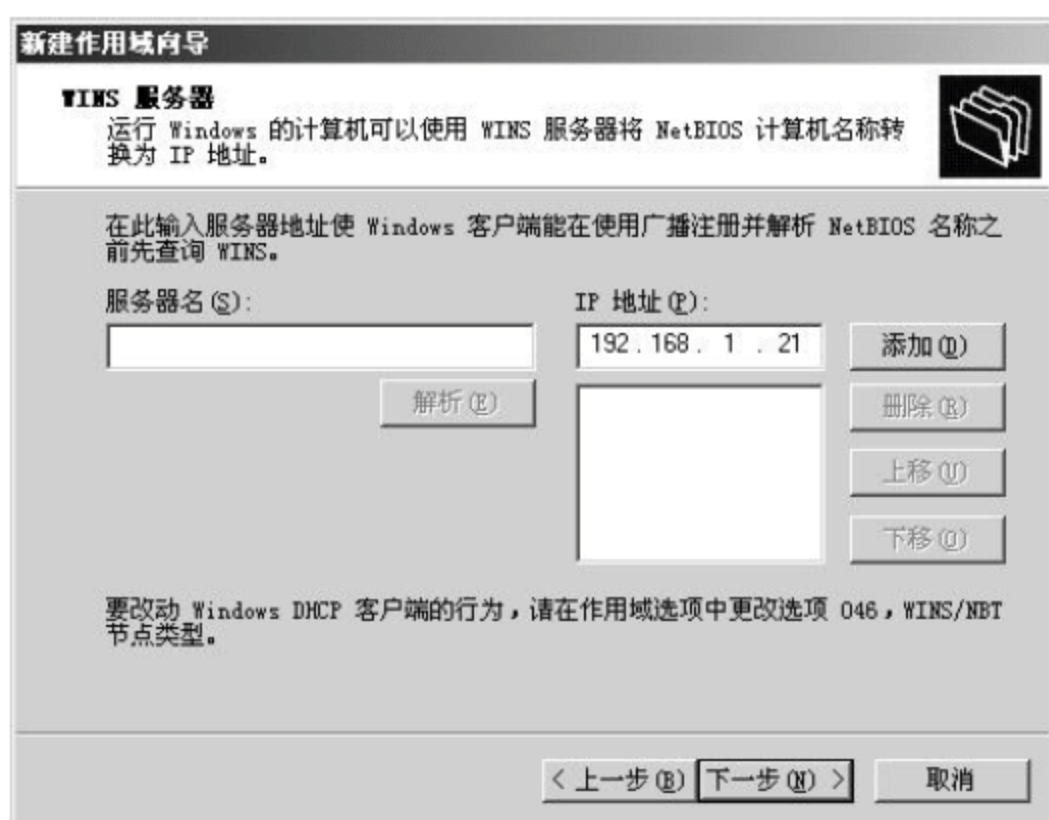 新建作用域向导
WINS 服务器
运行 Windows 的计算机可以使用 WINS 服务器将 NetBIOS 计算机名称转
换为 IP 地址。
在此输入服务器地址使 Windows 客户端能在使用广播注册并解析 NetBIOS 名称之
前先查询 WINS。
服务器名(S):
IP 地址(P):
192 . 168 . 1 . 21
添加(D)
解析(E)
删除(R)
上移(U)
下移(O)
要改动 Windows DHCP 客户端的行为，请在作用域选项中更改选项 046，WINS/NBT
节点类型。
< 上一步(B)
下一步(N) >
取消